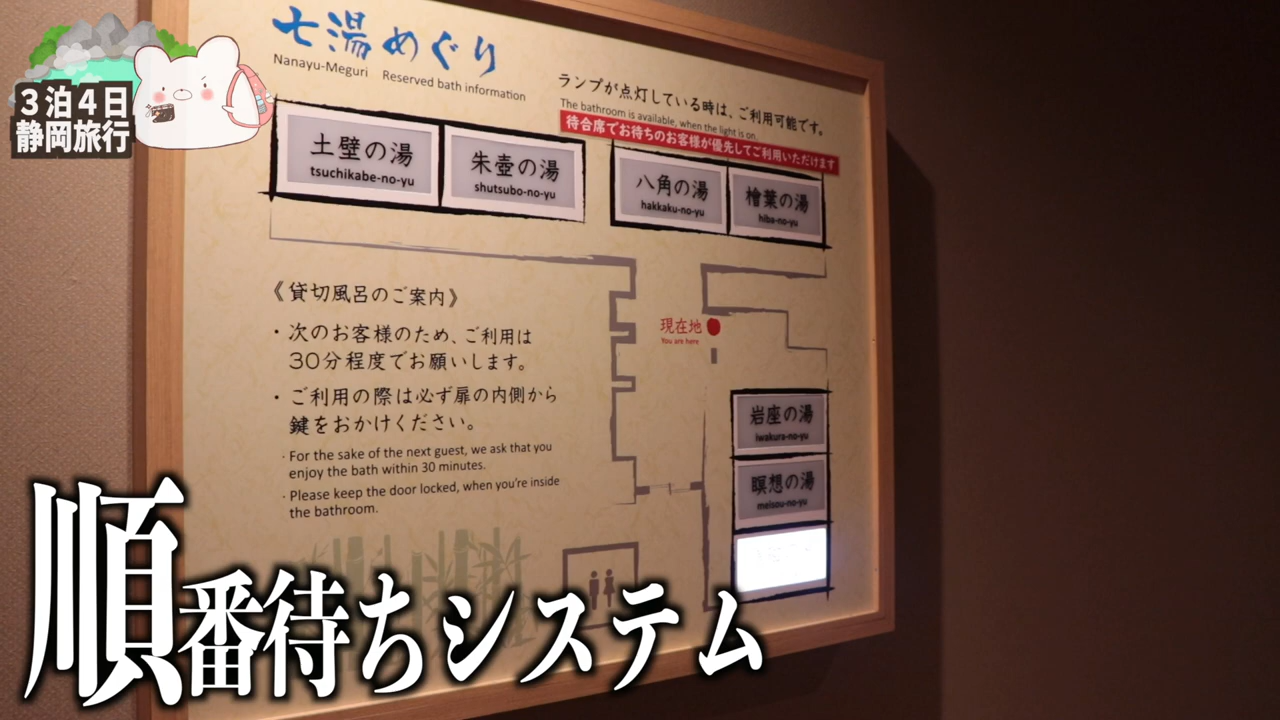 3泊4日
静岡旅行
七湯めぐり
Nanayu-Meguri Reserved bath information
ランプが点灯している時は、ご利用可能です。
The bathroom is available, when the light is on.
待合席でお待ちのお客様が優先してご利用いただけます
土壁の湯
tsuchikabe-no-yu
朱壺の湯
shutsubo-no-yu
八角の湯
hakkaku-no-yu
檜葉の湯
hiba-no-yu
《貸切風呂のご案内》
・次のお客様のため、ご利用は
30分程度でお願いします。
・ご利用の際は必ず扉の内側から
鍵をおかけください。
· For the sake of the next guest, we ask that you
enjoy the bath within 30 minutes.
· Please keep the door locked, when you're inside
the bathroom.
現在地
You are here
岩座の湯
iwakura-no-yu
瞑想の湯
meisou-no-yu
順番待ちシステム